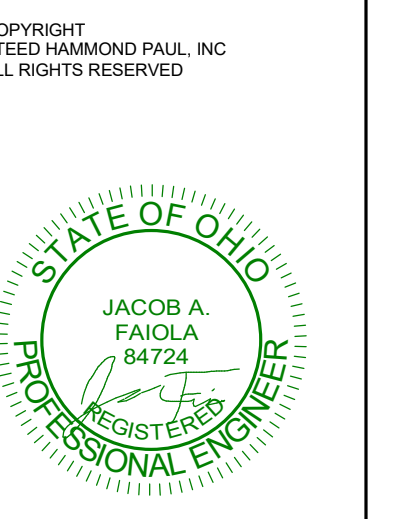 OPYRIGHT
TEED HAMMOND PAUL, INC
LL RIGHTS RESERVED
STATE OF OHIO
JACOB A.
FAIOLA
84724
REGISTERED
PROFESSIONAL ENGINEER